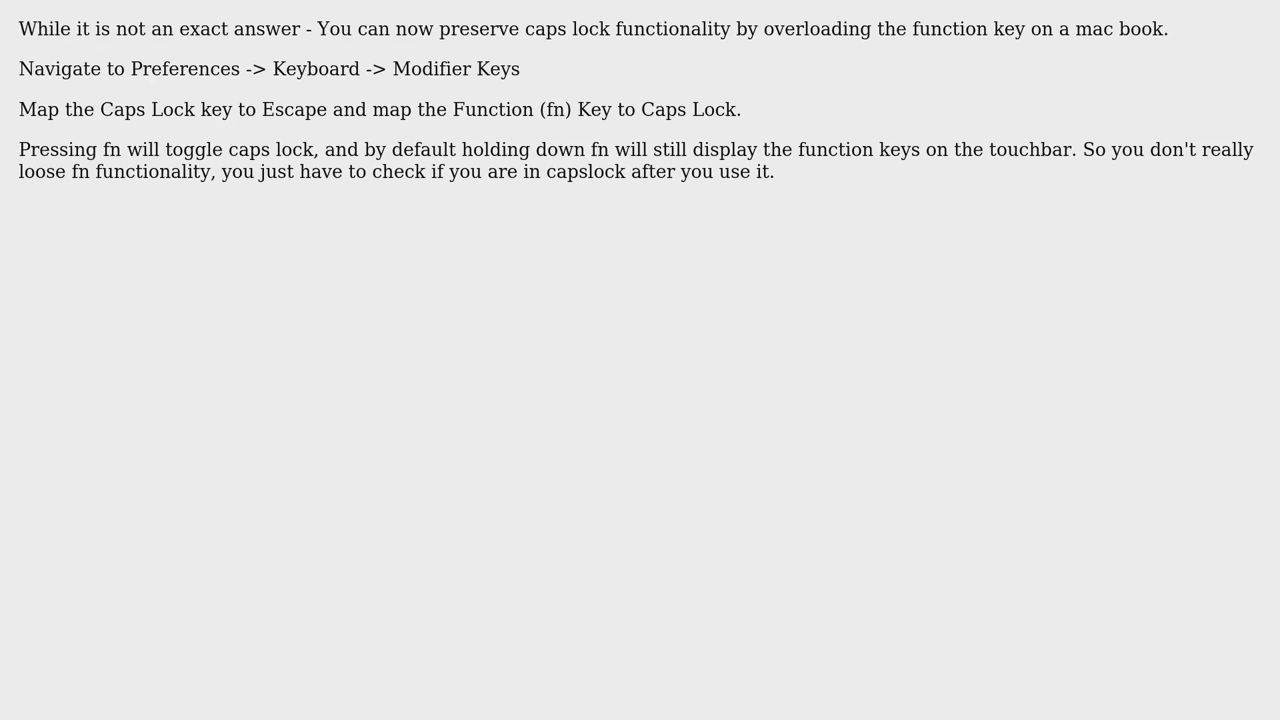 While it is not an exact answer - You can now preserve caps lock functionality by overloading the function key on a mac book.
Navigate to Preferences -> Keyboard -> Modifier Keys
Map the Caps Lock key to Escape and map the Function (fn) Key to Caps Lock.
Pressing fn will toggle caps lock, and by default holding down fn will still display the function keys on the touchbar. So you don't really
loose fn functionality, you just have to check if you are in capslock after you use it.